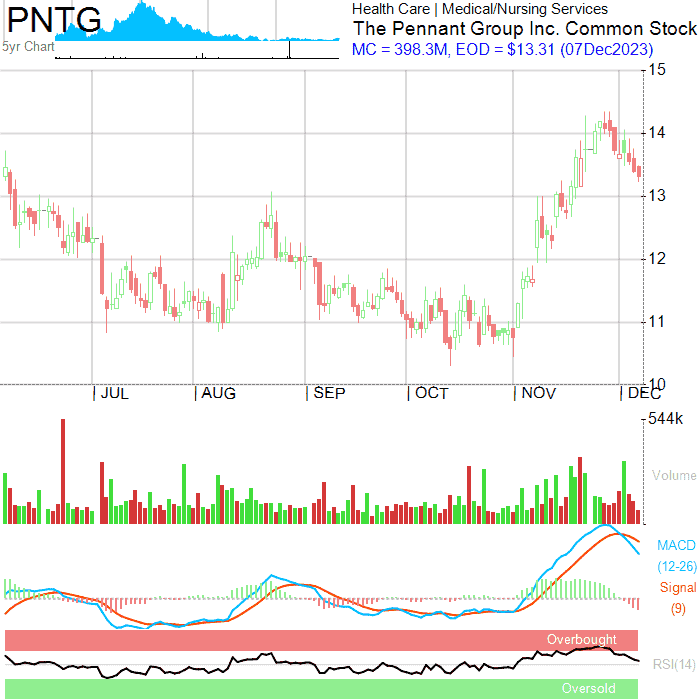 PNTG
5yr Chart
Health Care | Medical/Nursing Services
The Pennant Group Inc. Common Stock
MC = 398.3M, EOD = $13.31 (07Dec2023)
15
14
13
12
11
10
JUL AUG SEP OCT NOV DEC
544k
Volume
MACD
(12-26)
Signal
(9)
Overbought
RSI(14)
Oversold